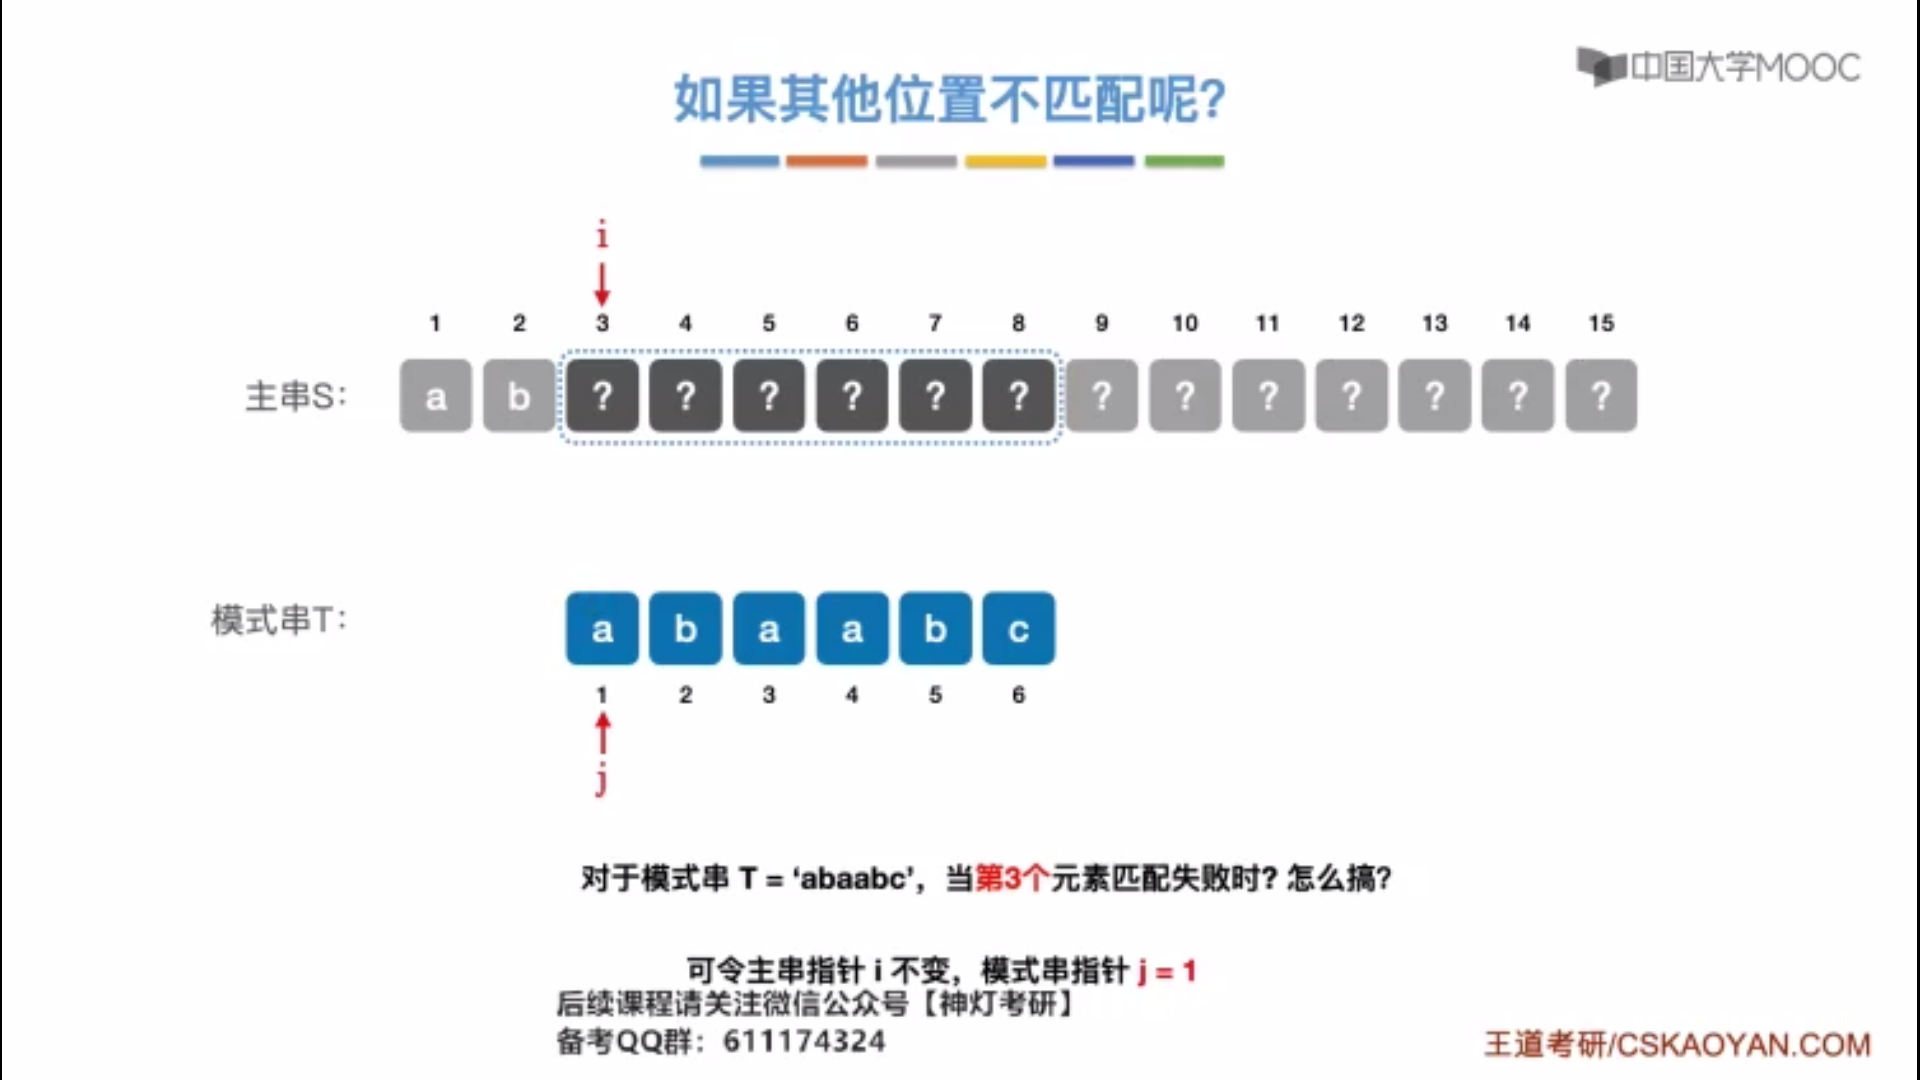 中国大学MOOC
如果其他位置不匹配呢?
i
1 2 3 4 5 6 7 8 9 10 11 12 13 14 15
主串S: a b ? ? ? ? ? ? ? ? ? ? ? ? ?
模式串T: a b a a b c
1 2 3 4 5 6
j
对于模式串 T = ‘abaabc’，当第3个元素匹配失败时? 怎么搞?
可令主串指针 i 不变，模式串指针 j = 1
后续课程请关注微信公众号【神灯考研】
备考QQ群：611174324
王道考研/CSKAOYAN.COM